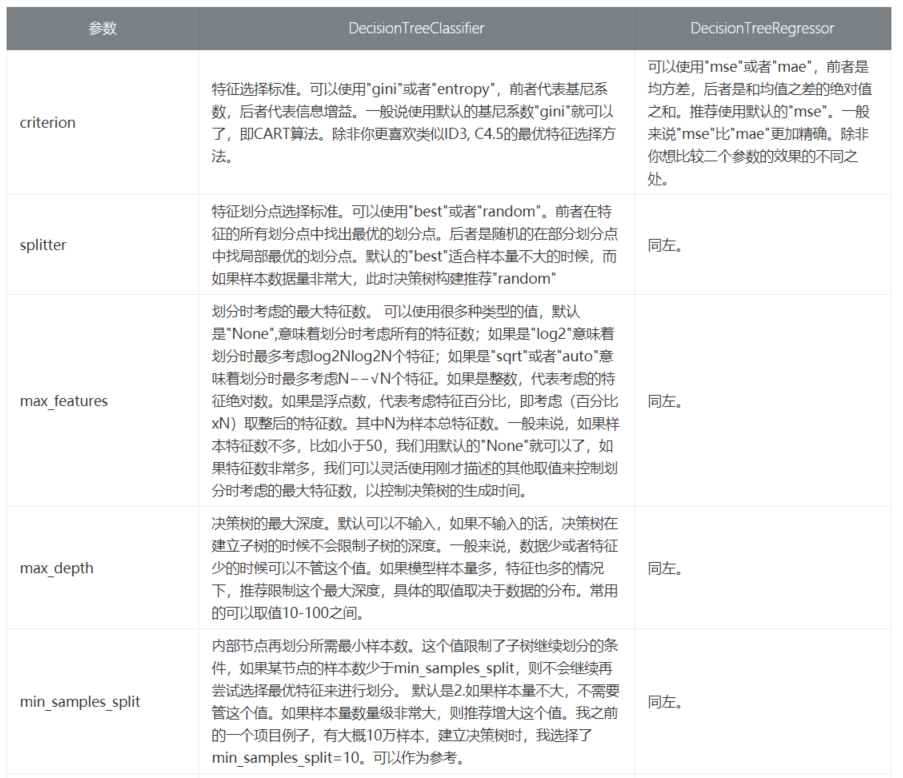 参数
DecisionTreeClassifier
DecisionTreeRegressor
criterion
特征选择标准。可以使用"gini"或者"entropy"，前者代表基尼系
数，后者代表信息增益。一般说使用默认的基尼系数"gini"就可以
了，即CART算法。除非你更喜欢类似ID3, C4.5的最优特征选择方
法。
可以使用"mse"或者"mae"，前者是
均方差，后者是和均值之差的绝对值
之和。推荐使用默认的"mse"。一般
来说"mse"比"mae"更加精确。除非
你想比较二个参数的效果的不同之
处。
splitter
特征划分点选择标准。可以使用"best"或者"random"。前者在特
征的所有划分点中找出最优的划分点。后者是随机的在部分划分点
中找局部最优的划分点。默认的"best"适合样本量不大的时候，而
如果样本数据量非常大，此时决策树构建推荐"random"
同左。
max_features
划分时考虑的最大特征数。 可以使用很多种类型的值，默认
是"None",意味着划分时考虑所有的特征数；如果是"log2"意味着
划分时最多考虑log2Nlog2N个特征；如果是"sqrt"或者"auto"意
味着划分时最多考虑N−−√N个特征。如果是整数，代表考虑的特
征绝对数。如果是浮点数，代表考虑特征百分比，即考虑（百分比
xN）取整后的特征数。其中N为样本总特征数。一般来说，如果样
本特征数不多，比如小于50，我们用默认的"None"就可以了，如
果特征数非常多，我们可以灵活使用刚才描述的其他取值来控制划
分时考虑的最大特征数，以控制决策树的生成时间。
同左。
max_depth
决策树的最大深度。默认可以不输入，如果不输入的话，决策树在
建立子树的时候不会限制子树的深度。一般来说，数据少或者特征
少的时候可以不管这个值。如果模型样本量多，特征也多的情况
下，推荐限制这个最大深度，具体的取值取决于数据的分布。常用
的可以取值10-100之间。
同左。
min_samples_split
内部节点再划分所需最小样本数。这个值限制了子树继续划分的条
件，如果某节点的样本数少于min_samples_split，则不会继续再
尝试选择最优特征来进行划分。 默认是2.如果样本量不大，不需要
管这个值。如果样本量数量级非常大，则推荐增大这个值。我之前
的一个项目例子，有大概10万样本，建立决策树时，我选择了
min_samples_split=10。可以作为参考。
同左。